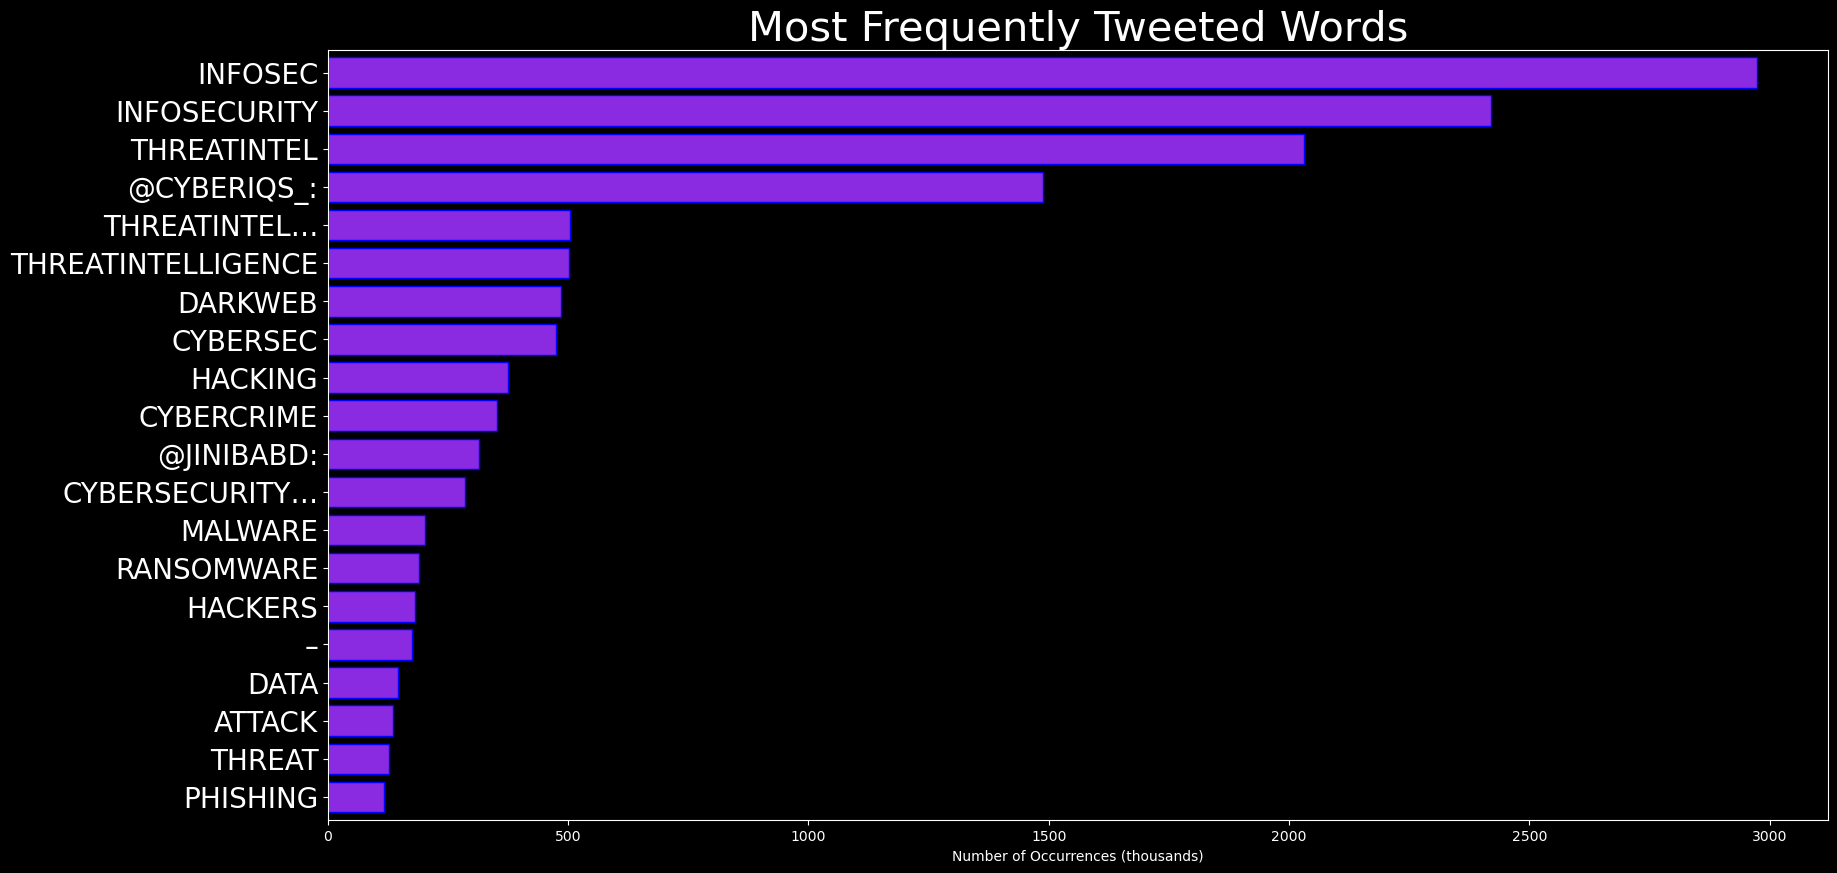 Most Frequently Tweeted Words
INFOSEC
INFOSECURITY
THREATINTEL
@CYBERIQS_:
THREATINTEL…
THREATINTELLIGENCE
DARKWEB
CYBERSEC
HACKING
CYBERCRIME
@JINIBABD:
CYBERSECURITY…
MALWARE
RANSOMWARE
HACKERS
–
DATA
ATTACK
THREAT
PHISHING
0 500 1000 1500 2000 2500 3000
Number of Occurrences (thousands)